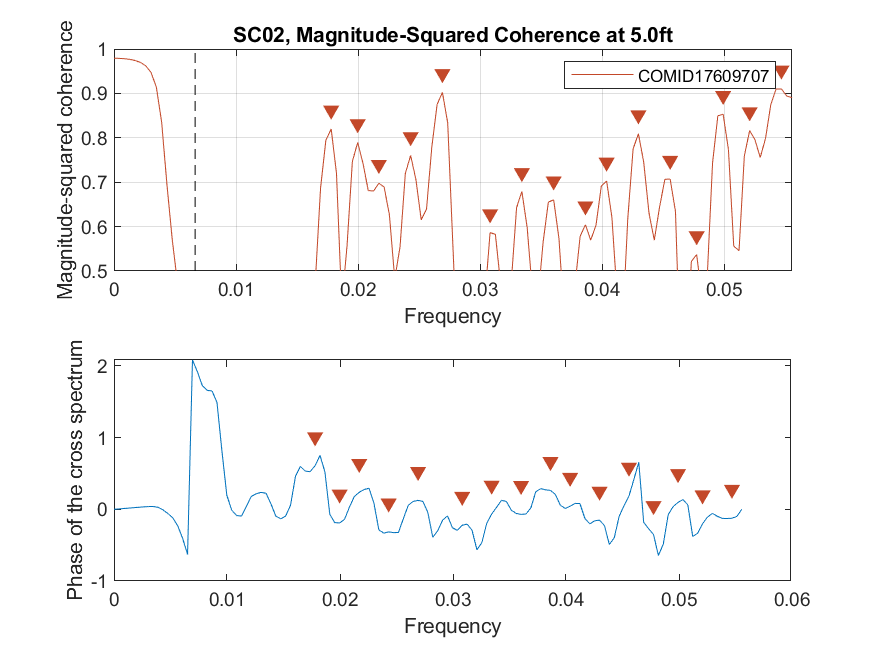 SC02, Magnitude-Squared Coherence at 5.0ft
Magnitude-squared coherence
1
0.9
0.8
0.7
0.6
0.5
COMID17609707
0 0.01 0.02 0.03 0.04 0.05
Frequency
Phase of the cross spectrum
2
1
0
-1
0 0.01 0.02 0.03 0.04 0.05 0.06
Frequency